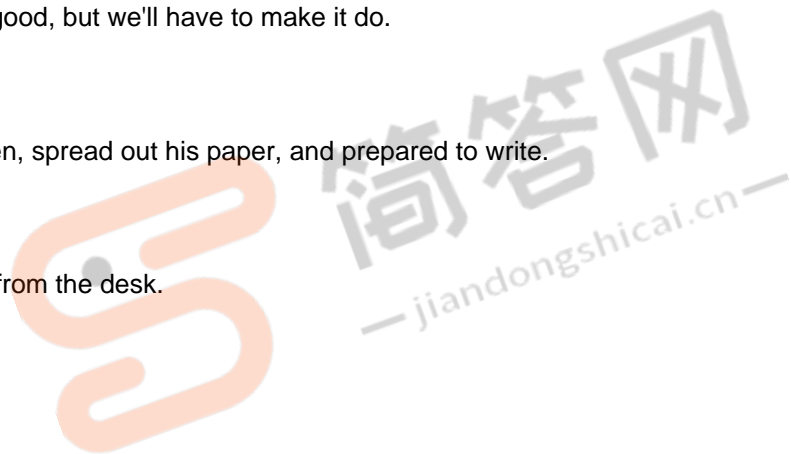 good, but we'll have to make it do.
en, spread out his paper, and prepared to write.
from the desk.
简答网
jiandongshicai.cn